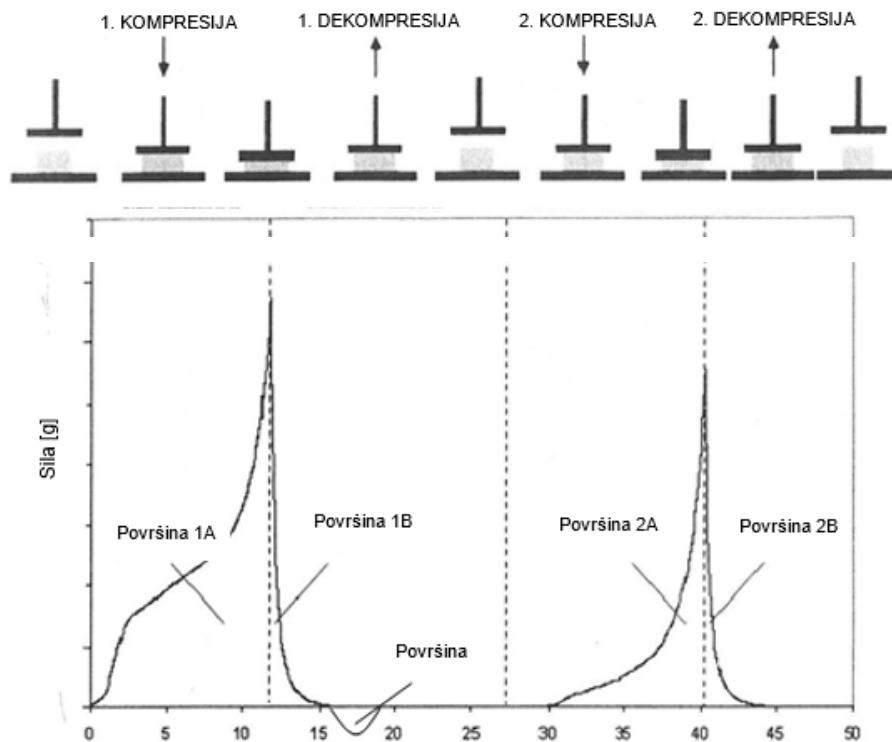 1. KOMPRESIJA
1. DEKOMPRESIJA
2. KOMPRESIJA
2. DEKOMPRESIJA
Sila [g]
Površina 1A
Površina 1B
Površina 2A
Površina 2B
Površina
0 5 10 15 20 25 30 35 40 45 50